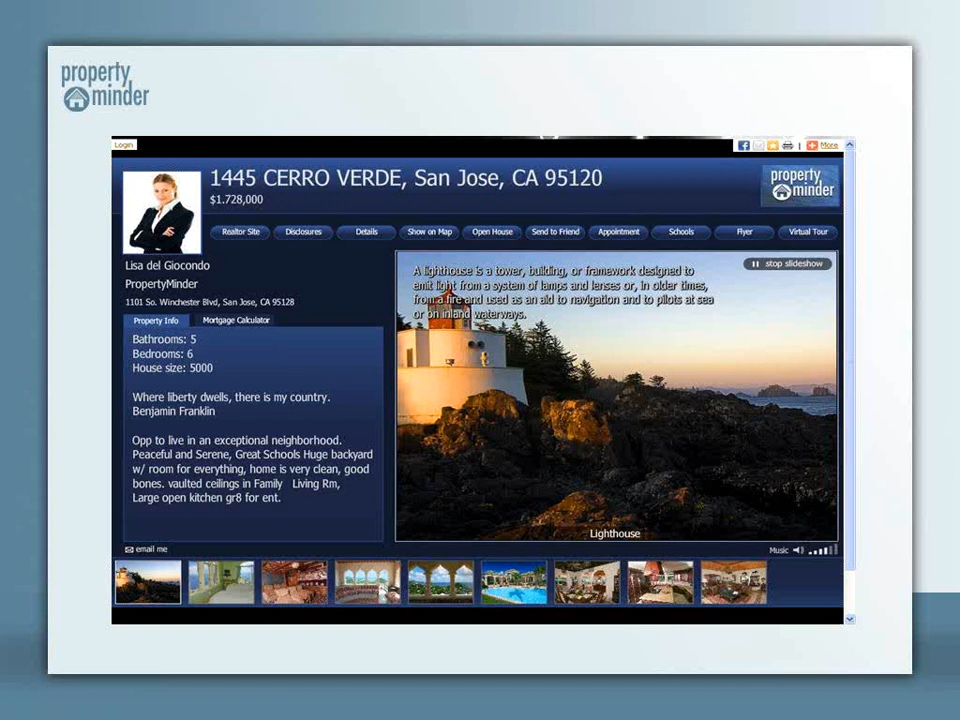 property
minder
Login
More
1445 CERRO VERDE, San Jose, CA 95120
$1.728,000
property
minder
Realtor Site
Disclosures
Details
Show on Map
Open House
Send to Friend
Appointment
Schools
Flyer
Virtual Tour
Lisa del Giocondo
PropertyMinder
1101 So. Winchester Blvd, San Jose, CA 95128
Property Info
Mortgage Calculator
Bathrooms: 5
Bedrooms: 6
House size: 5000
Where liberty dwells, there is my country.
Benjamin Franklin
Opp to live in an exceptional neighborhood.
Peaceful and Serene, Great Schools Huge backyard
w/ room for everything, home is very clean, good
bones. vaulted ceilings in Family Living Rm,
Large open kitchen gr8 for ent.
email me
stop slideshow
A lighthouse is a tower, building, or framework designed to
emit light from a system of lamps and lenses or, in older times,
from a fire and used as an aid to navigation and to pilots at sea
or on inland waterways.
Lighthouse
Music